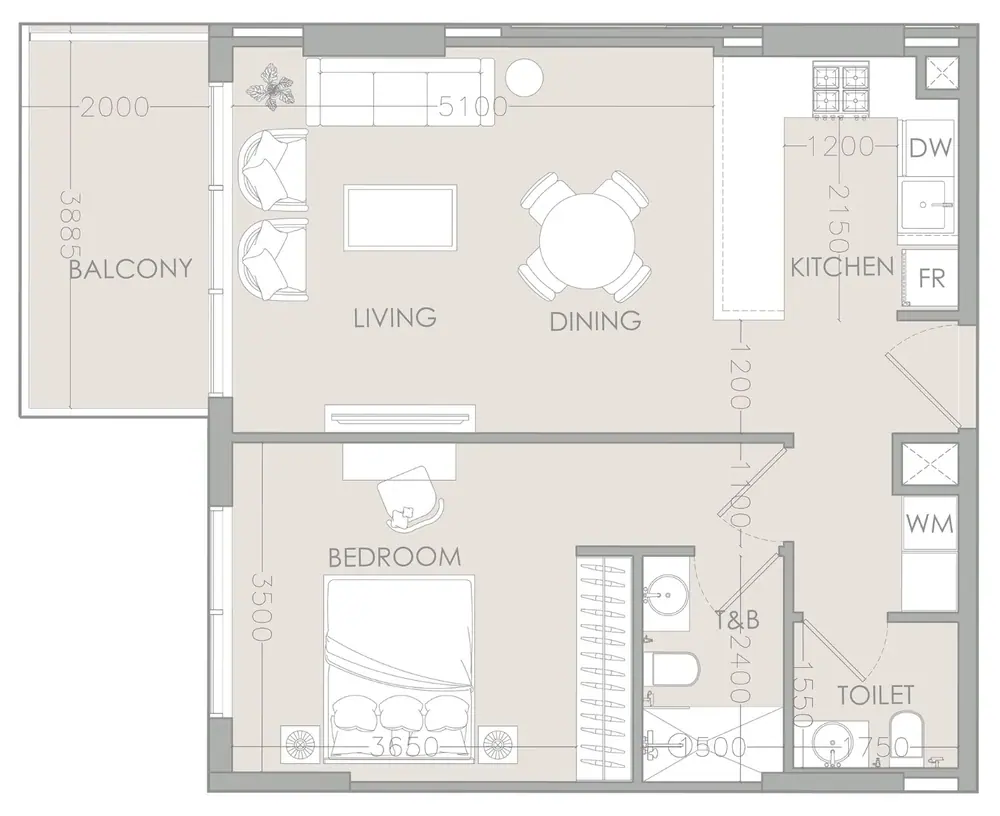 2000
5100
1200
DW
3885
2150
BALCONY
KITCHEN
FR
LIVING
DINING
1200
1100
WM
BEDROOM
3500
T&B
2400
1550
TOILET
3650
1500
1750